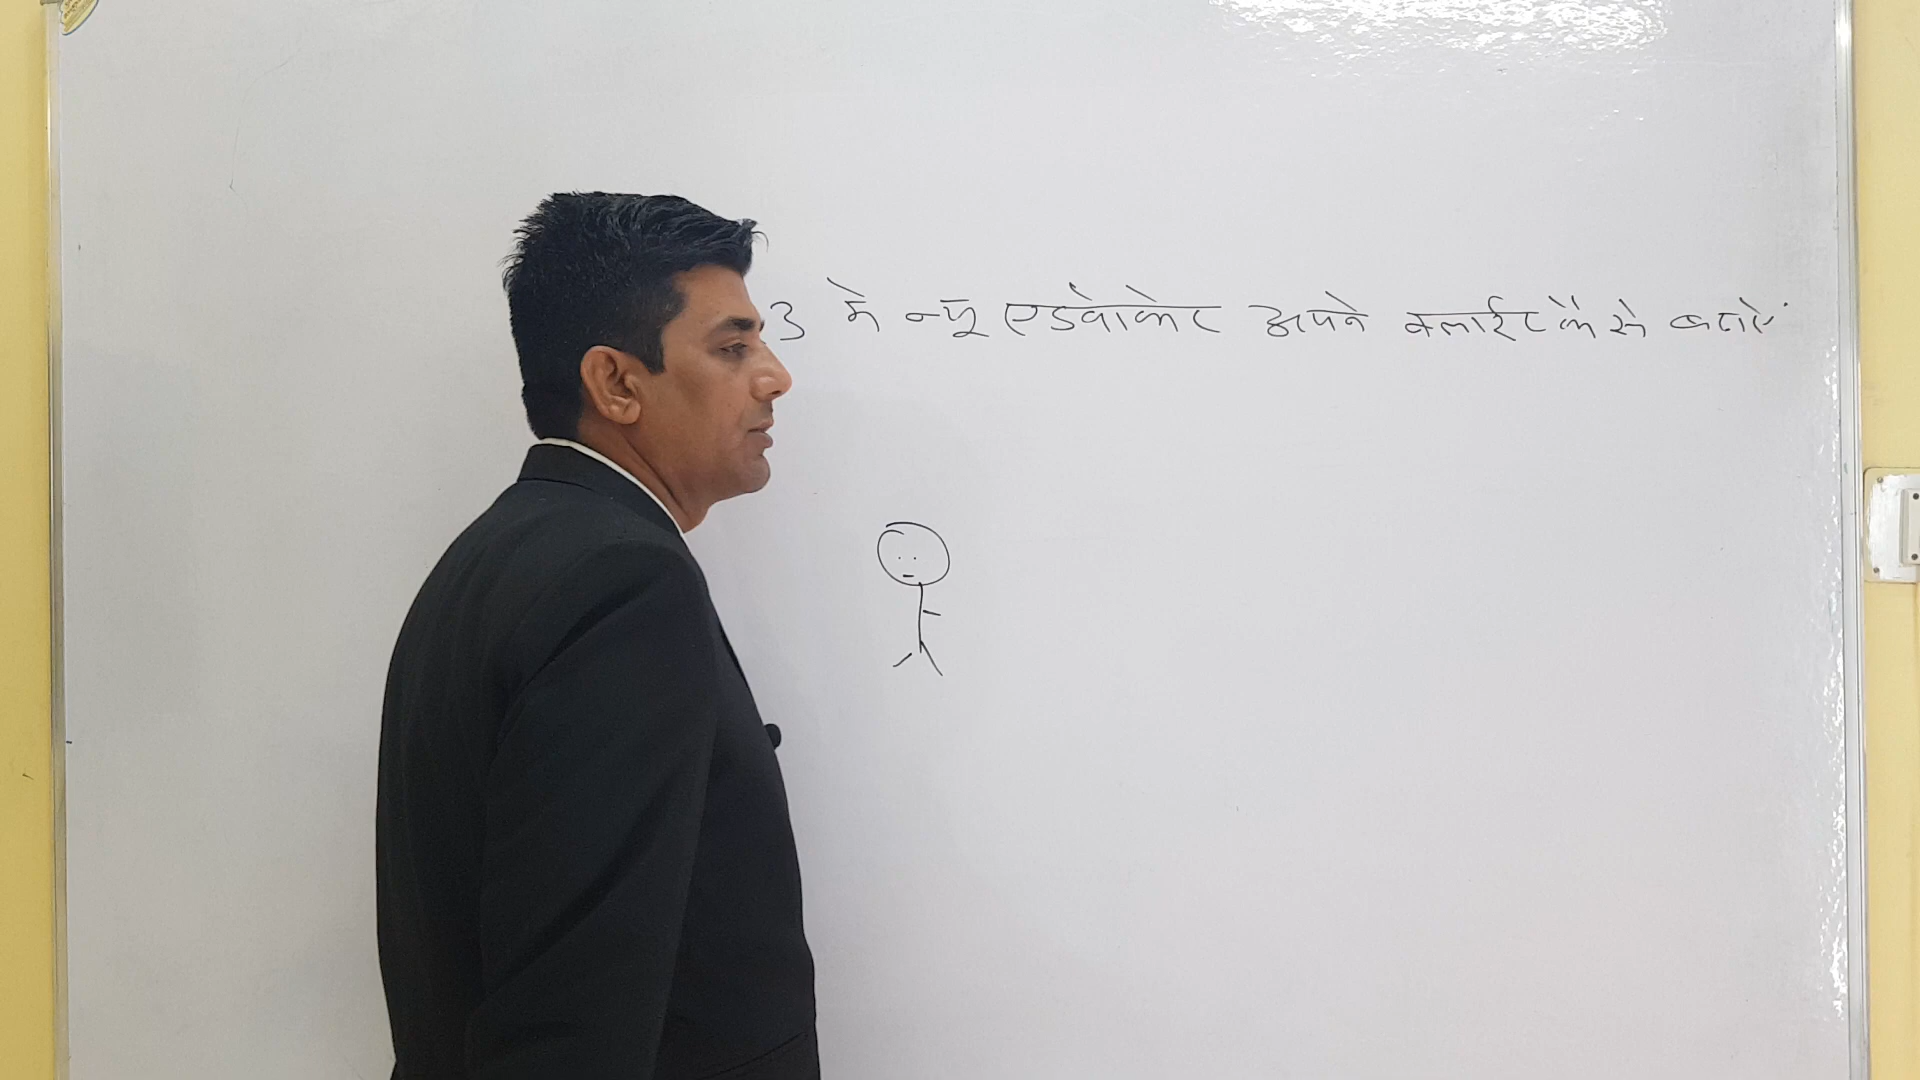 3 मे न्यू एडवोकेट अपने क्लाईंट कैसे बनाऐं